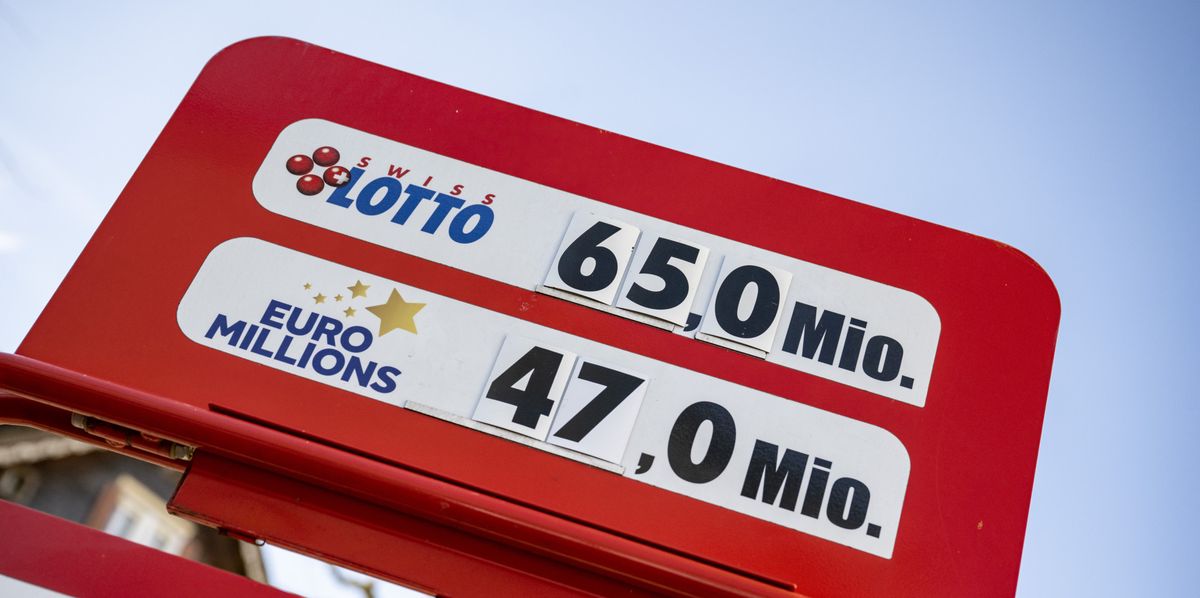 SWISS
LOTTO
65,0 Mio.
EURO
MILLIONS
47,0 Mio.